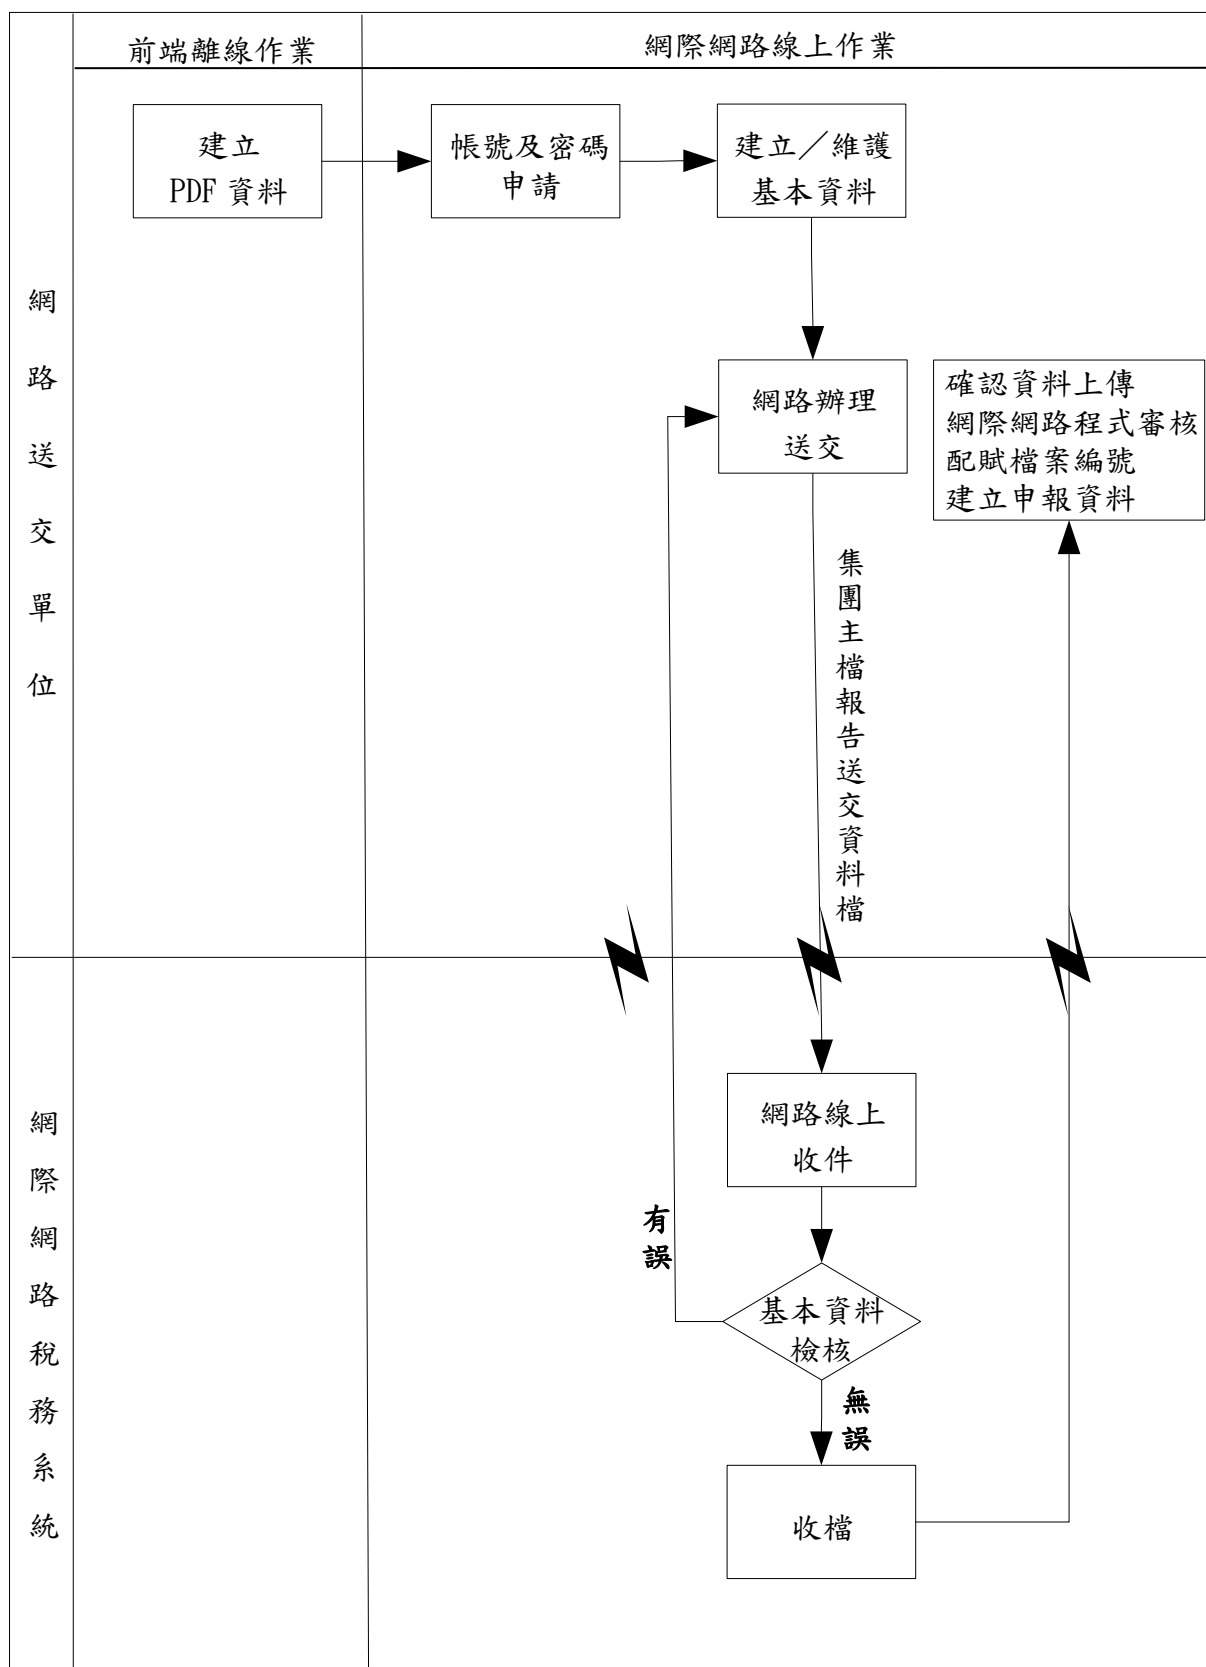 前端離線作業
網際網路線上作業
建立
PDF 資料
帳號及密碼
申請
建立／維護
基本資料
網路送交單位
網路辦理
送交
確認資料上傳
網際網路程式審核
配賦檔案編號
建立申報資料
集團主檔報告送交資料檔
網際網路稅務系統
網路線上
收件
有誤
基本資料
檢核
無誤
收檔